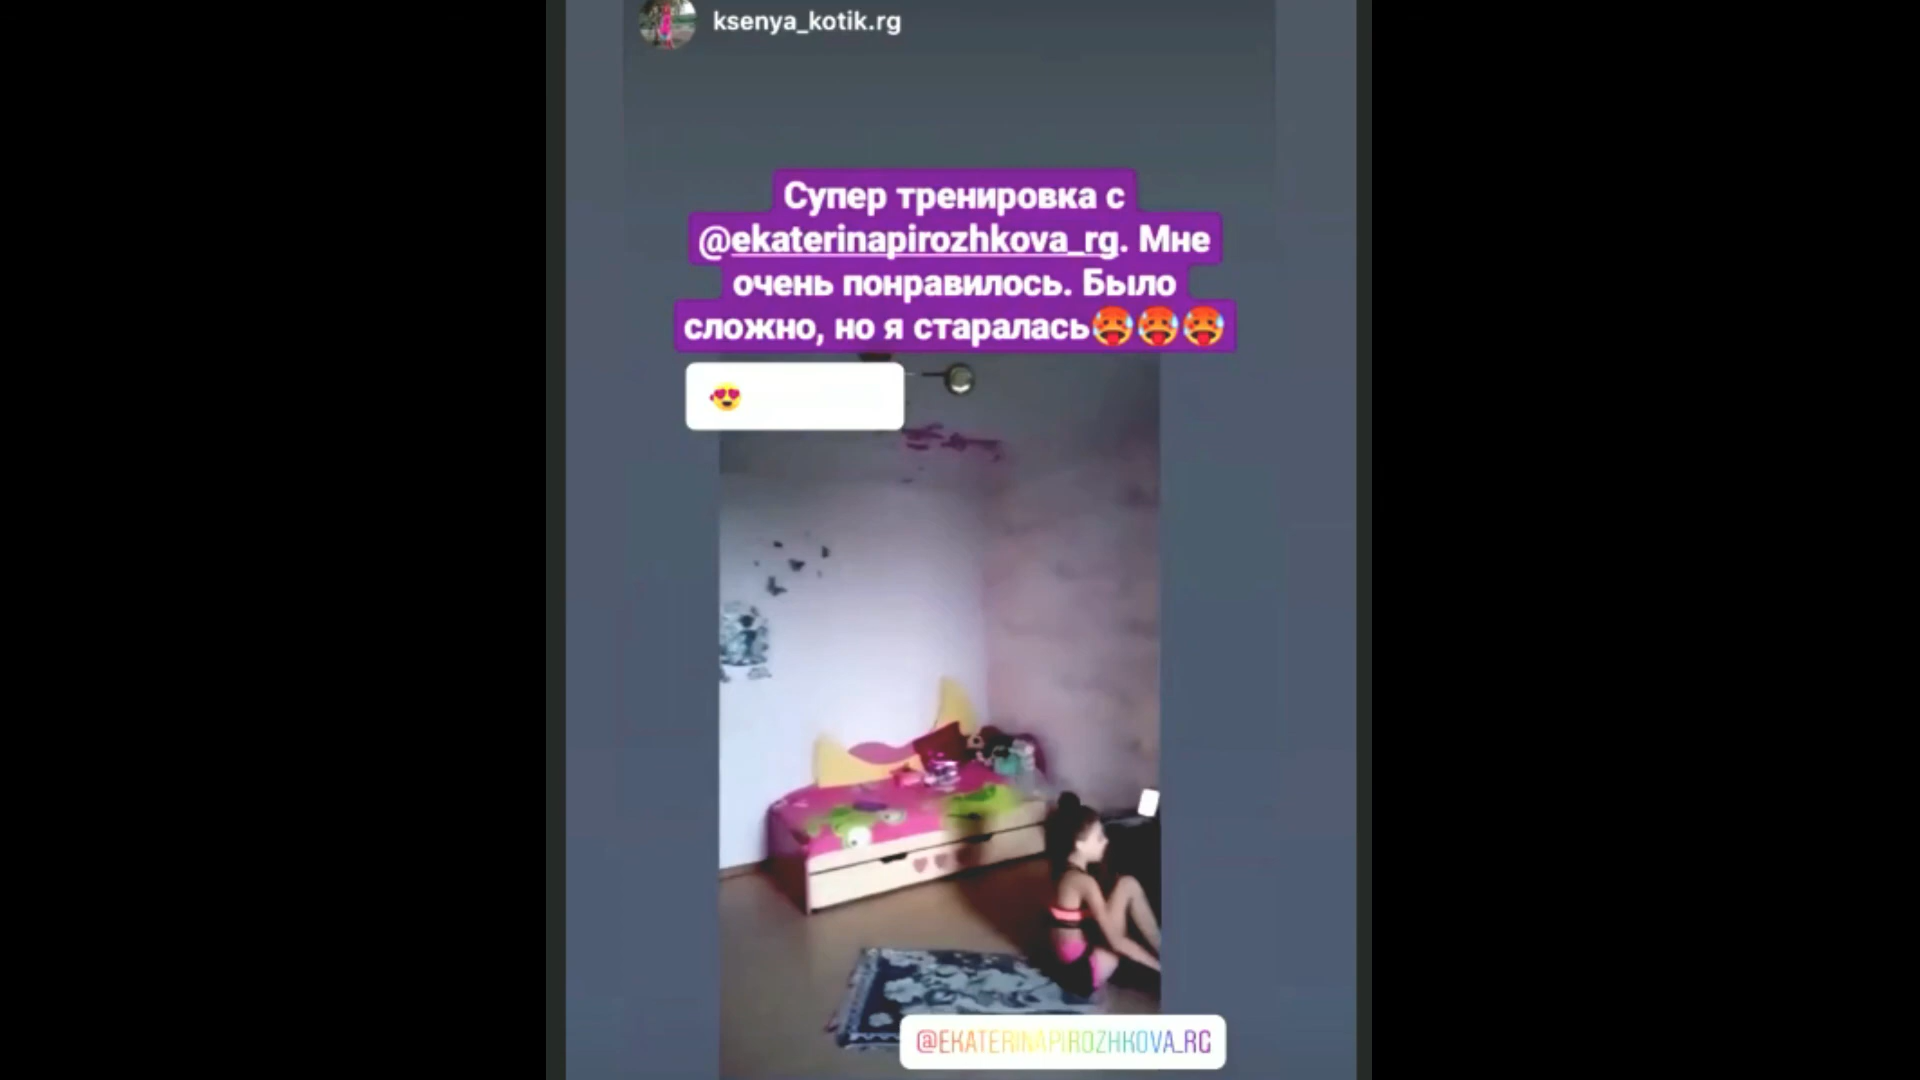 ksenya_kotik.rg
Супер тренировка с
@ekaterinapirozhkova_rg. Мне
очень понравилось. Было
сложно, но я старалась🥵🥵🥵
😍
@EKATERINAPIROZHKOVA_RG